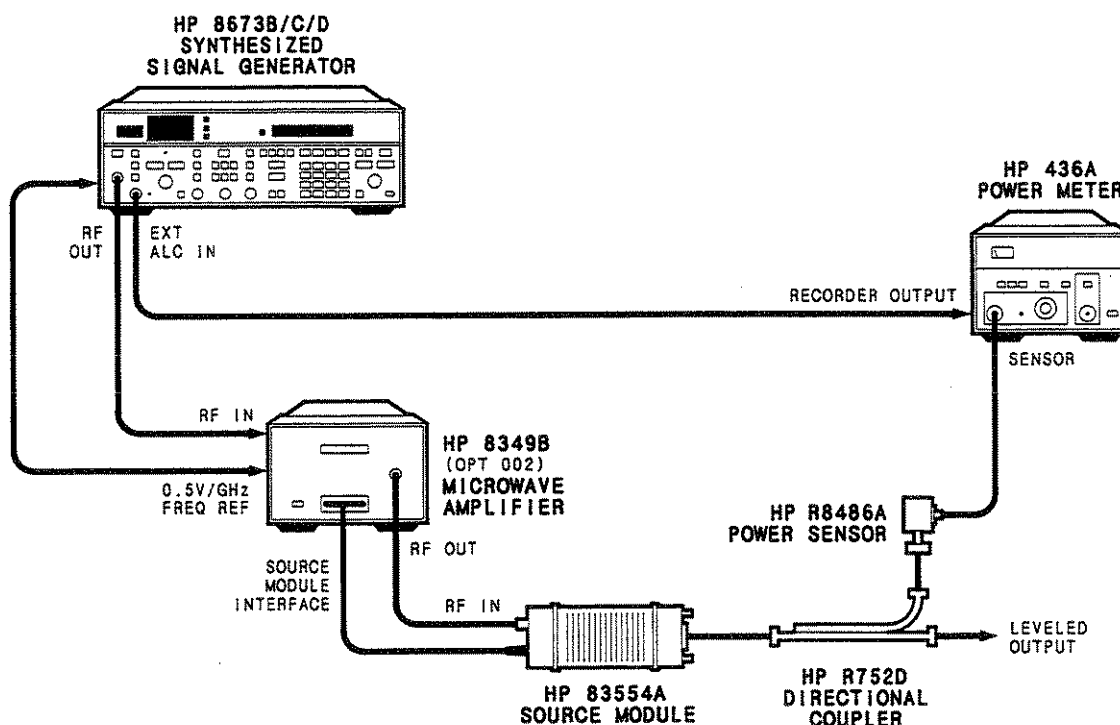 HP 8673B/C/D
SYNTHESIZED
SIGNAL GENERATOR
HP 436A
POWER METER
RF
OUT
EXT
ALC IN
RECORDER OUTPUT
SENSOR
RF IN
HP 8349B
(OPT 002)
MICROWAVE
AMPLIFIER
0.5V/GHz
FREQ REF
HP R8486A
POWER SENSOR
RF OUT
SOURCE
MODULE
INTERFACE
RF IN
LEVELED
OUTPUT
HP 83554A
SOURCE MODULE
HP R752D
DIRECTIONAL
COUPLER